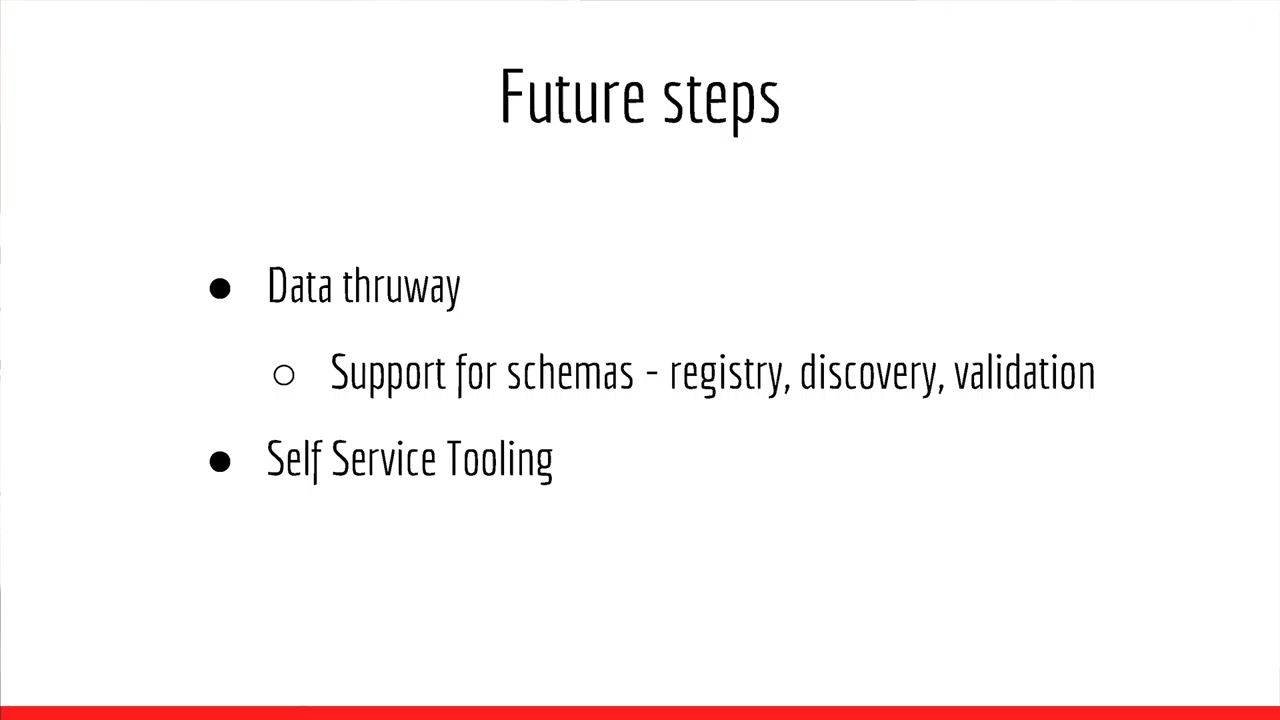 Future steps
● Data thruway
○ Support for schemas - registry, discovery, validation
● Self Service Tooling